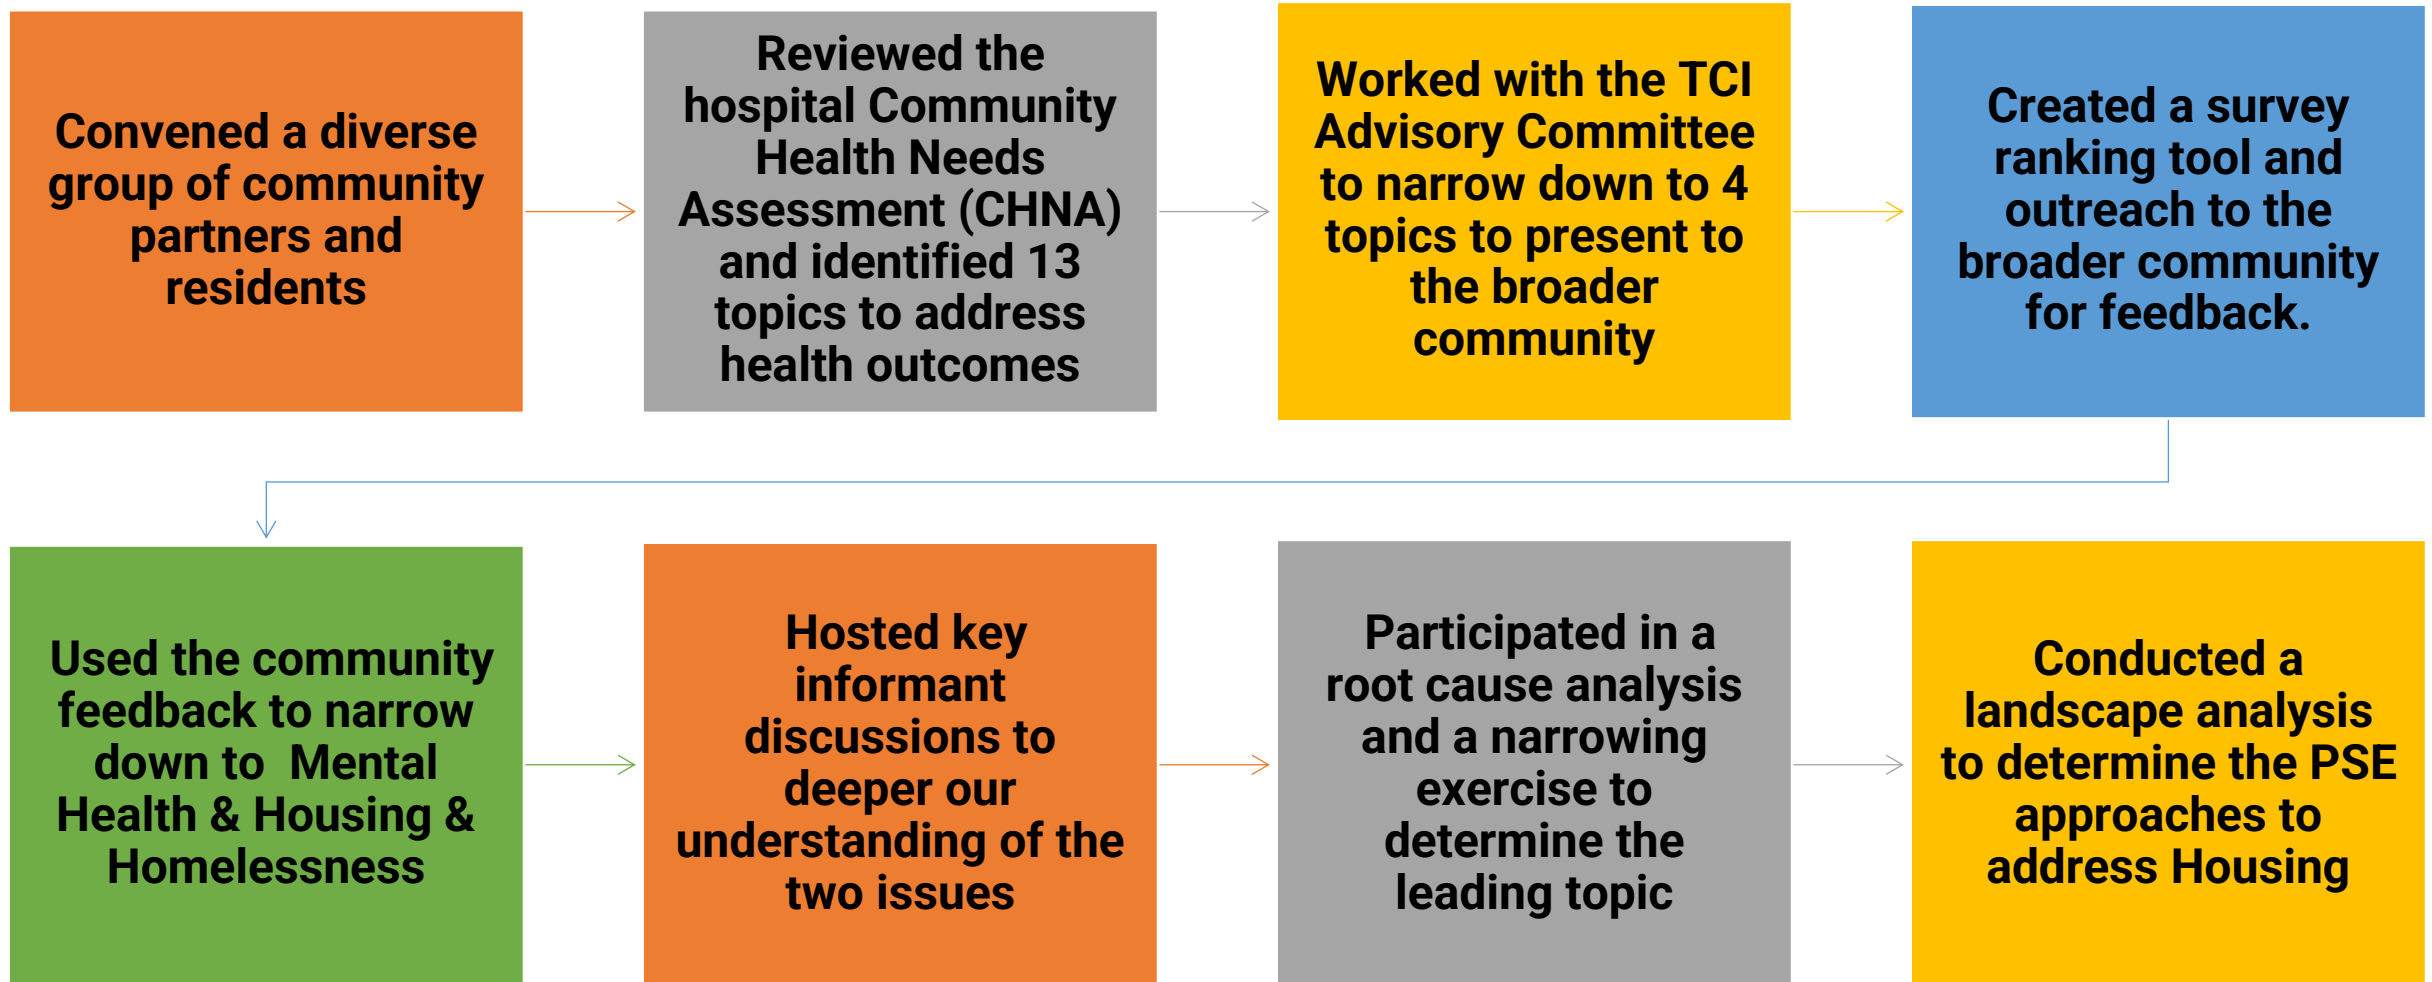 Convened a diverse
group of community
partners and
residents
Reviewed the
hospital Community
Health Needs
Assessment (CHNA)
and identified 13
topics to address
health outcomes
Worked with the TCI
Advisory Committee
to narrow down to 4
topics to present to
the broader
community
Created a survey
ranking tool and
outreach to the
broader community
for feedback.
Used the community
feedback to narrow
down to  Mental
Health & Housing &
Homelessness
Hosted key
informant
discussions to
deeper our
understanding of the
two issues
Participated in a
root cause analysis
and a narrowing
exercise to
determine the
leading topic
Conducted a
landscape analysis
to determine the PSE
approaches to
address Housing